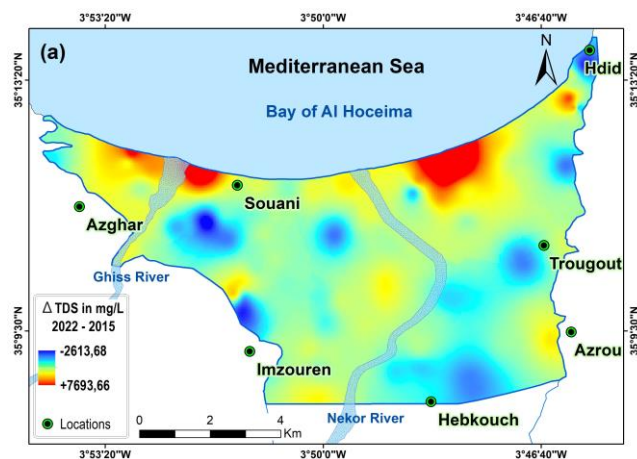 3°53'20"W 3°50'00"W 3°46'40"W
(a)
N
Mediterranean Sea
Hdid
35°13'20"N
35°13'20"N
Bay of Al Hoceima
Souani
Azghar
Trougout
Ghiss River
Δ TDS in mg/L
2022 - 2015
-2613,68
+7693,66
Locations
35°9'30"N
35°9'30"N
Azrou
Imzouren
0 2 4
Km
Nekor River
Hebkouch
3°53'20"W 3°50'00"W 3°46'40"W